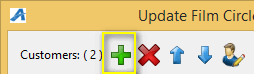 Update Film Circle
Customers: ( 2 )